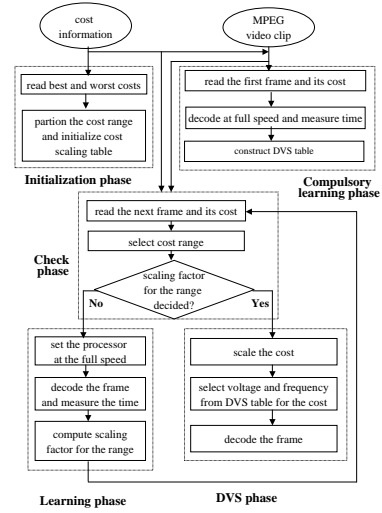 cost
information
MPEG
video clip
read best and worst costs
partion the cost range
and initialize cost
scaling table
Initialization phase
read the first frame and its cost
decode at full speed and measure time
construct DVS table
Compulsory
learning phase
read the next frame and its cost
select cost range
Check
phase
scaling factor
for the range
decided?
No
Yes
set the processor
at the full speed
decode the frame
and measure the time
compute scaling
factor for the range
Learning phase
scale the cost
select voltage and frequency
from DVS table for the cost
decode the frame
DVS phase